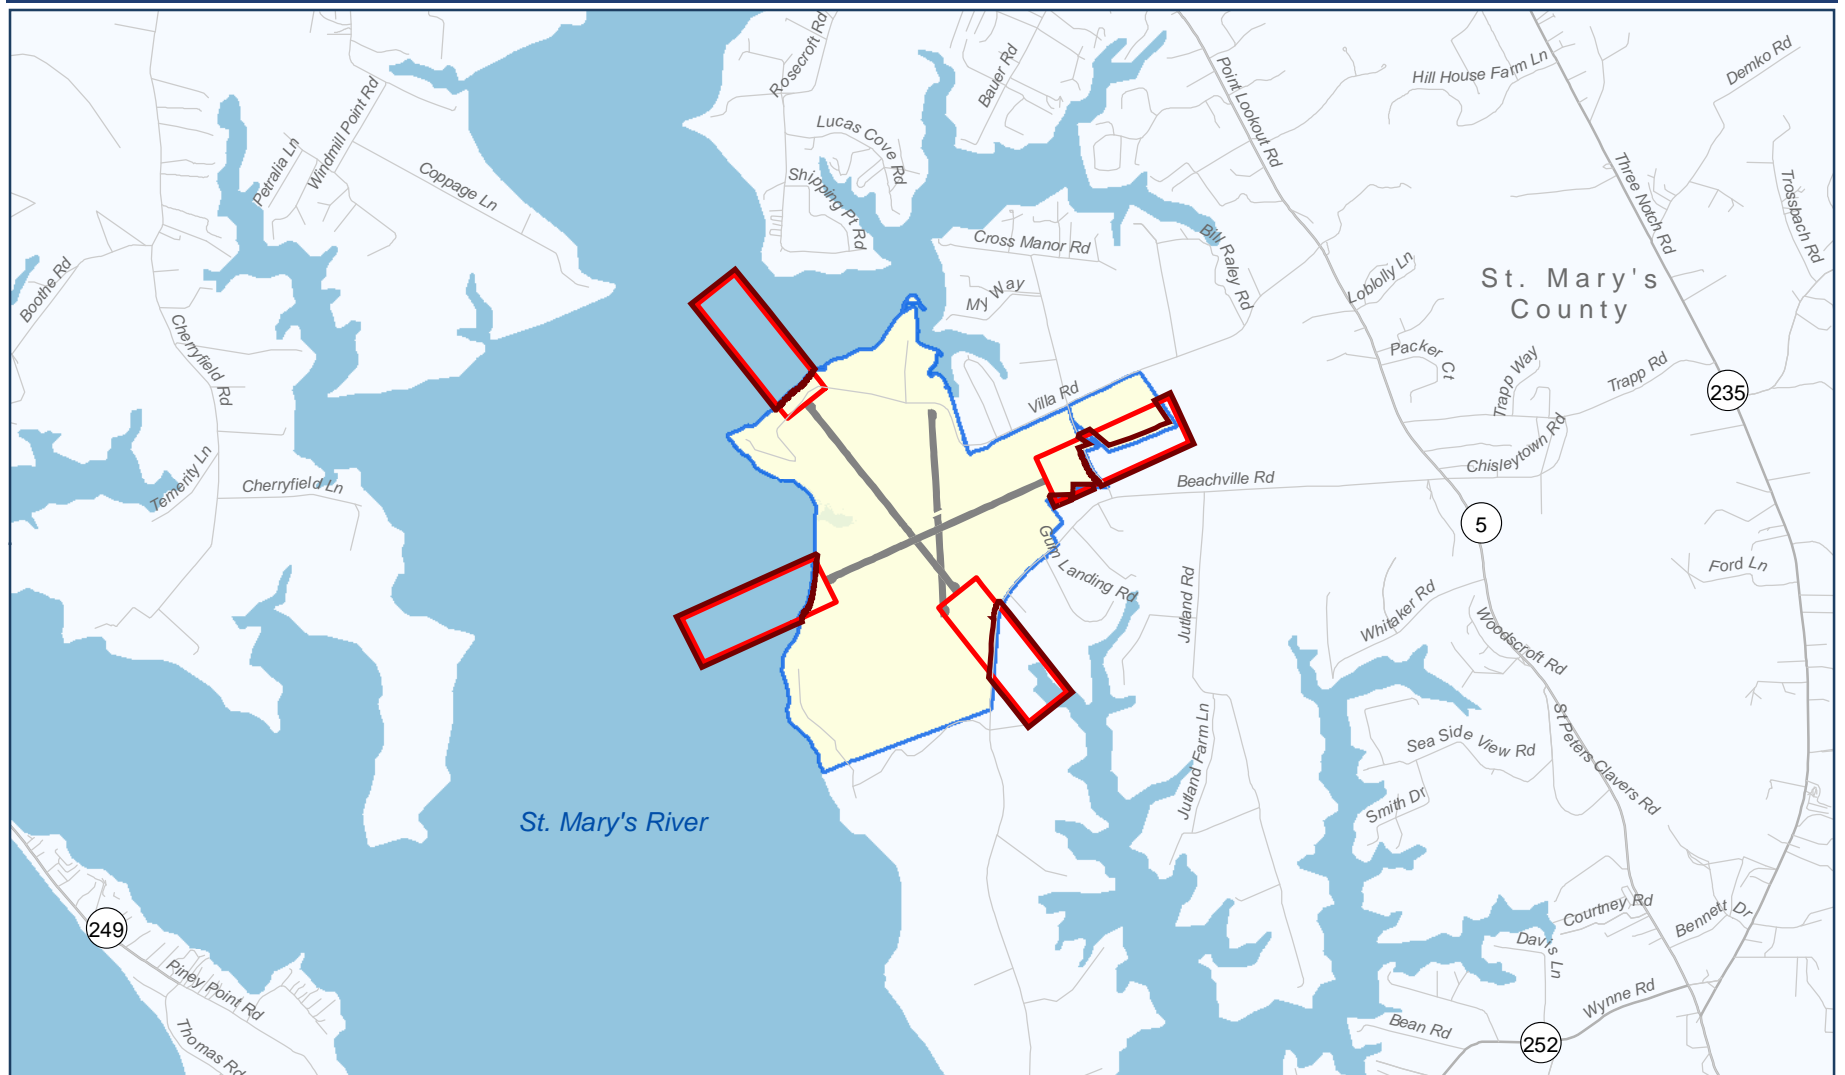 Rosecroft Rd
Bauer Rd
Point Lookout Rd
Hill House Farm Ln
Demko Rd
Windmill Point Rd
Petralia Ln
Coppage Ln
Lucas Cove Rd
Shipping Pt Rd
Three Notch Rd
Trossbach Rd
Cross Manor Rd
Bill Raley Rd
Boothe Rd
My Way
Loblolly Ln
St. Mary's
County
Cherryfield Rd
Packer Ct
Trapp Way
Trapp Rd
235
Villa Rd
Temerity Ln
Cherryfield Ln
Beachville Rd
Chisleytown Rd
5
Gum Landing Rd
Jutland Rd
Ford Ln
Whitaker Rd
Woodscroft Rd
Jutland Farm Ln
Sea Side View Rd
St Peters Clavers Rd
Smith Dr
St. Mary's River
249
Courtney Rd
Bennett Dr
Davis Ln
Piney Point Rd
Wynne Rd
Thomas Rd
Bean Rd
252